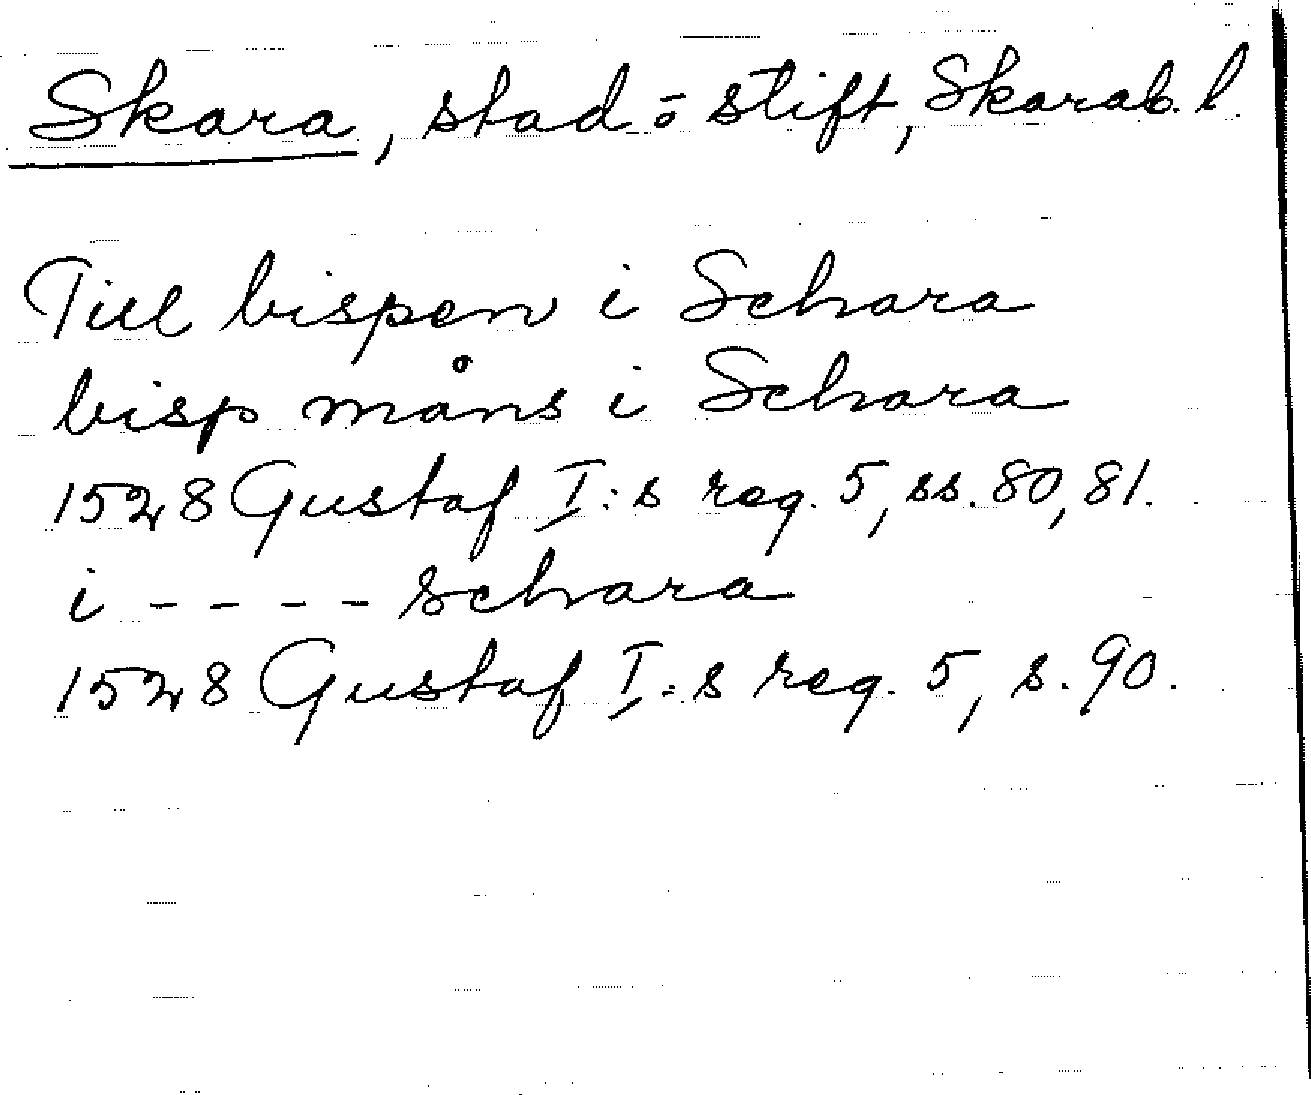 Skara, stad o. stift, Skarab. l.
Till bispen i Schara
bisp måns i Schara
1528 Gustaf I:s reg. 5, ss. 80, 81.
i - - - - schara
1528 Gustaf I:s reg. 5, s. 90.